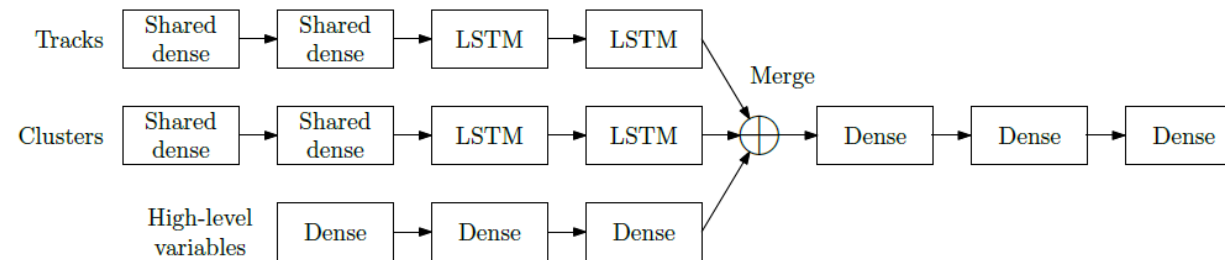 Tracks
Shared
dense
Shared
dense
LSTM
LSTM
Merge
Clusters
Shared
dense
Shared
dense
LSTM
LSTM
Dense
Dense
Dense
High-level
variables
Dense
Dense
Dense